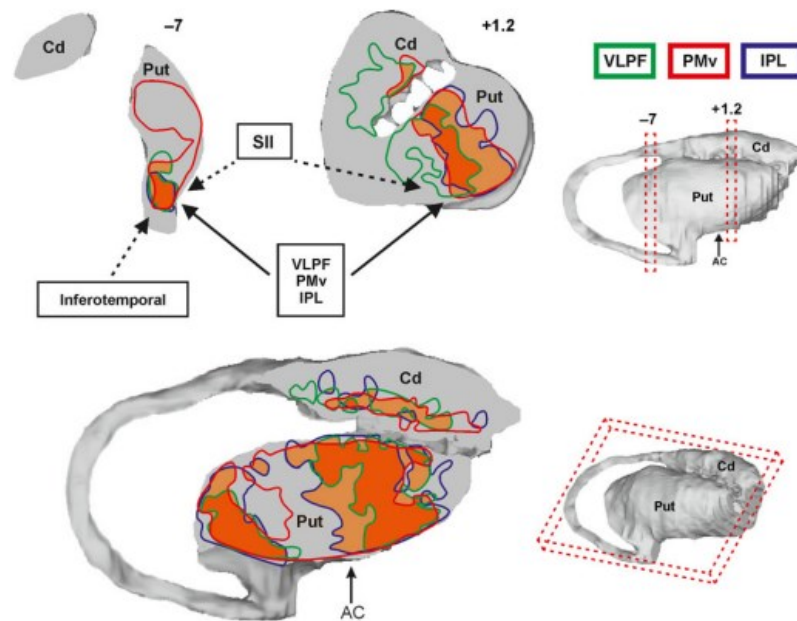 Cd
–7
Put
Cd
+1.2
Put
SII
VLPF
PMv
IPL
Inferotemporal
VLPF PMv IPL
–7
+1.2
Cd
Put
AC
Cd
Put
AC
Cd
Put